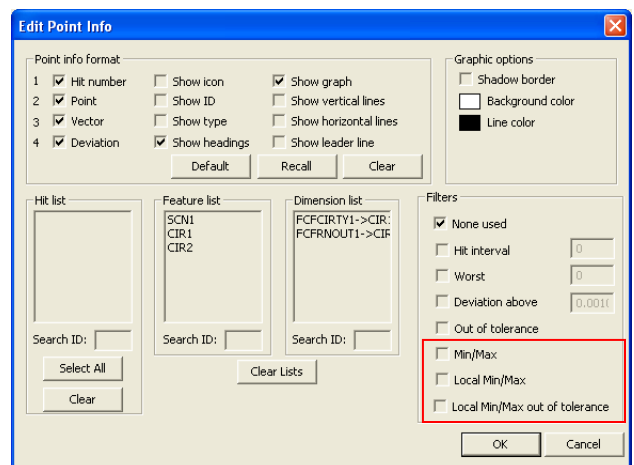 Edit Point Info
Point info format
1 Hit number Show icon Show graph
2 Point Show ID Show vertical lines
3 Vector Show type Show horizontal lines
4 Deviation Show headings Show leader line
Default Recall Clear
Graphic options
Shadow border
Background color
Line color
Hit list
Search ID:
Select All
Clear
Feature list
SCN1
CIR1
CIR2
Search ID:
Dimension list
FCFCIRTY1->CIR:
FCFRNOUT1->CIR
Search ID:
Clear Lists
Filters
None used
Hit interval 0
Worst 0
Deviation above 0.001(
Out of tolerance
Min/Max
Local Min/Max
Local Min/Max out of tolerance
OK Cancel